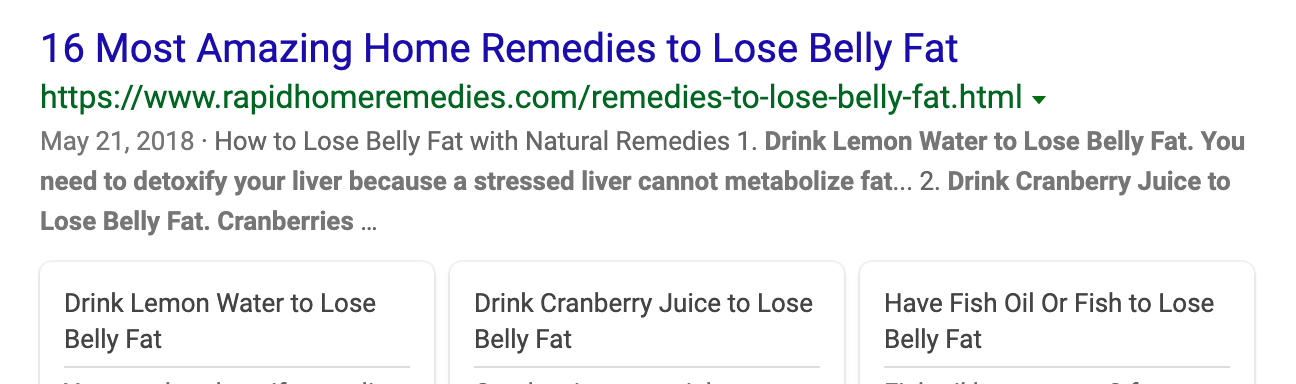 16 Most Amazing Home Remedies to Lose Belly Fat
https://www.rapidhomeremedies.com/remedies-to-lose-belly-fat.html
May 21, 2018 · How to Lose Belly Fat with Natural Remedies 1. Drink Lemon Water to Lose Belly Fat. You
need to detoxify your liver because a stressed liver cannot metabolize fat... 2. Drink Cranberry Juice to
Lose Belly Fat. Cranberries ...
Drink Lemon Water to Lose
Belly Fat
Drink Cranberry Juice to Lose
Belly Fat
Have Fish Oil Or Fish to Lose
Belly Fat